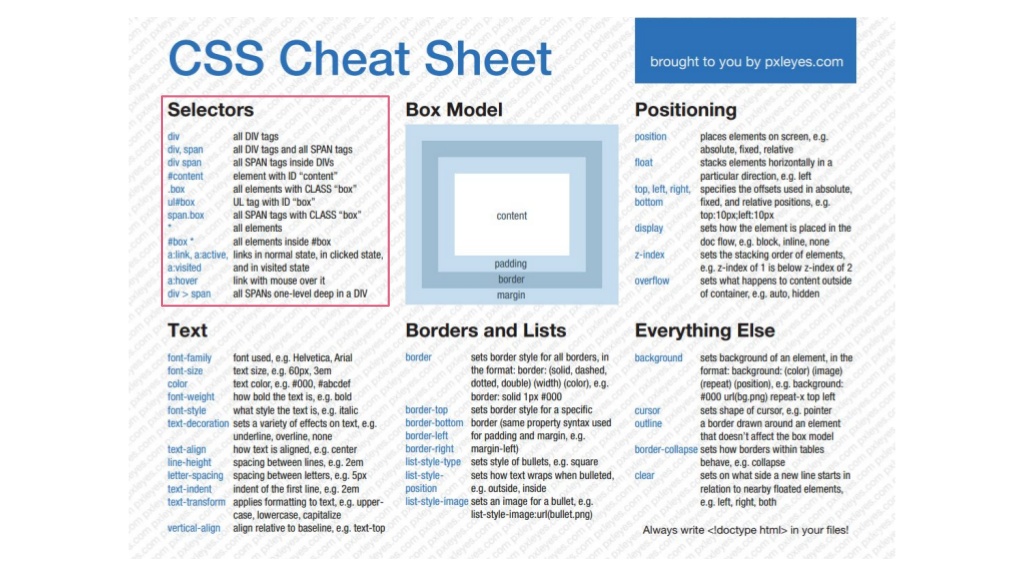 CSS Cheat Sheet
brought to you by pxleyes.com
Selectors
div all DIV tags
div, span all DIV tags and all SPAN tags
div span all SPAN tags inside DIVs
#content element with ID "content"
.box all elements with CLASS "box"
ul#box UL tag with ID "box"
span.box all SPAN tags with CLASS "box"
* all elements
#box * all elements inside #box
a:link, a:active, links in normal state, in clicked state,
a:visited and in visited state
a:hover link with mouse over it
div > span all SPANs one-level deep in a DIV
Box Model
content
padding
border
margin
Positioning
position places elements on screen, e.g.
absolute, fixed, relative
float stacks elements horizontally in a
particular direction, e.g. left
top, left, right, specifies the offsets used in absolute,
bottom fixed, and relative positions, e.g.
top:10px;left:10px
display sets how the element is placed in the
doc flow, e.g. block, inline, none
z-index sets the stacking order of elements,
e.g. z-index of 1 is below z-index of 2
overflow sets what happens to content outside
of container, e.g. auto, hidden
Text
font-family font used, e.g. Helvetica, Arial
font-size text size, e.g. 60px, 3em
color text color, e.g. #000, #abcdef
font-weight how bold the text is, e.g. bold
font-style what style the text is, e.g. italic
text-decoration sets a variety of effects on text, e.g.
underline, overline, none
text-align how text is aligned, e.g. center
line-height spacing between lines, e.g. 2em
letter-spacing spacing between letters, e.g. 5px
text-indent indent of the first line, e.g. 2em
text-transform applies formatting to text, e.g. upper-
case, lowercase, capitalize
vertical-align align relative to baseline, e.g. text-top
Borders and Lists
border sets border style for all borders, in
the format: border: (solid, dashed,
dotted, double) (width) (color), e.g.
border: solid 1px #000
border-top sets border style for a specific
border-bottom border (same property syntax used
border-left for padding and margin, e.g.
border-right margin-left)
list-style-type sets style of bullets, e.g. square
list-style- sets how text wraps when bulleted,
position e.g. outside, inside
list-style-image sets an image for a bullet, e.g.
list-style-image:url(bullet.png)
Everything Else
background sets background of an element, in the
format: background: (color) (image)
(repeat) (position), e.g. background:
#000 url(bg.png) repeat-x top left
cursor sets shape of cursor, e.g. pointer
outline a border drawn around an element
that doesn't affect the box model
border-collapse sets how borders within tables
behave, e.g. collapse
clear sets on what side a new line starts in
relation to nearby floated elements,
e.g. left, right, both
Always write <!doctype html> in your files!